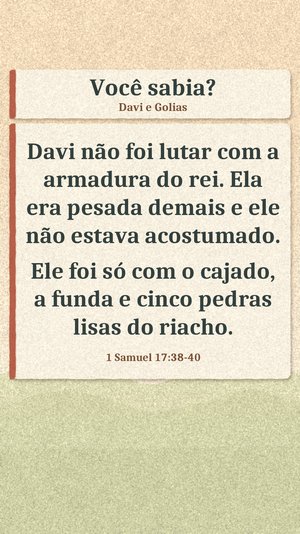 Você sabia?
Davi e Golias
Davi não foi lutar com a
armadura do rei. Ela
era pesada demais e ele
não estava acostumado.
Ele foi só com o cajado,
a funda e cinco pedras
lisas do riacho.
1 Samuel 17:38-40